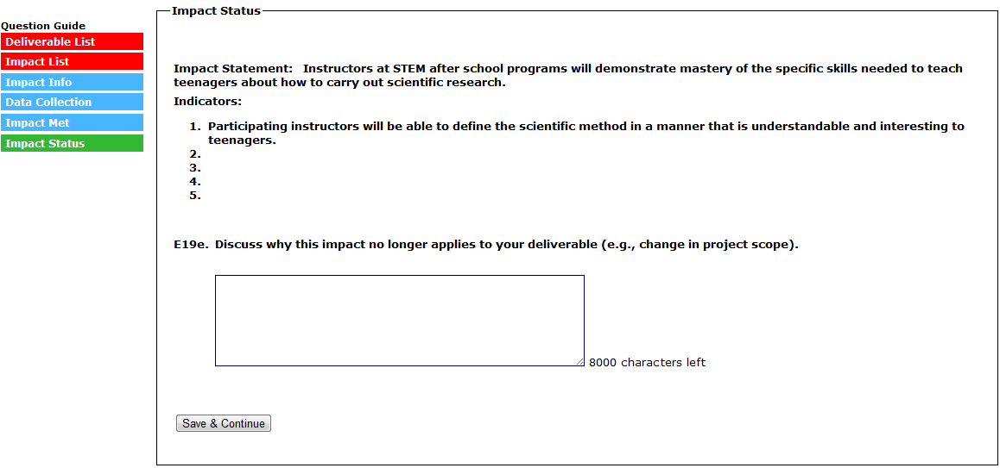 Question Guide
Deliverable List
Impact List
Impact Info
Data Collection
Impact Met
Impact Status
Impact Status
Impact Statement: Instructors at STEM after school programs will demonstrate mastery of the specific skills needed to teach
teenagers about how to carry out scientific research.
Indicators:
1. Participating instructors will be able to define the scientific method in a manner that is understandable and interesting to
teenagers.
2.
3.
4.
5.
E19e. Discuss why this impact no longer applies to your deliverable (e.g., change in project scope).
8000 characters left
Save & Continue